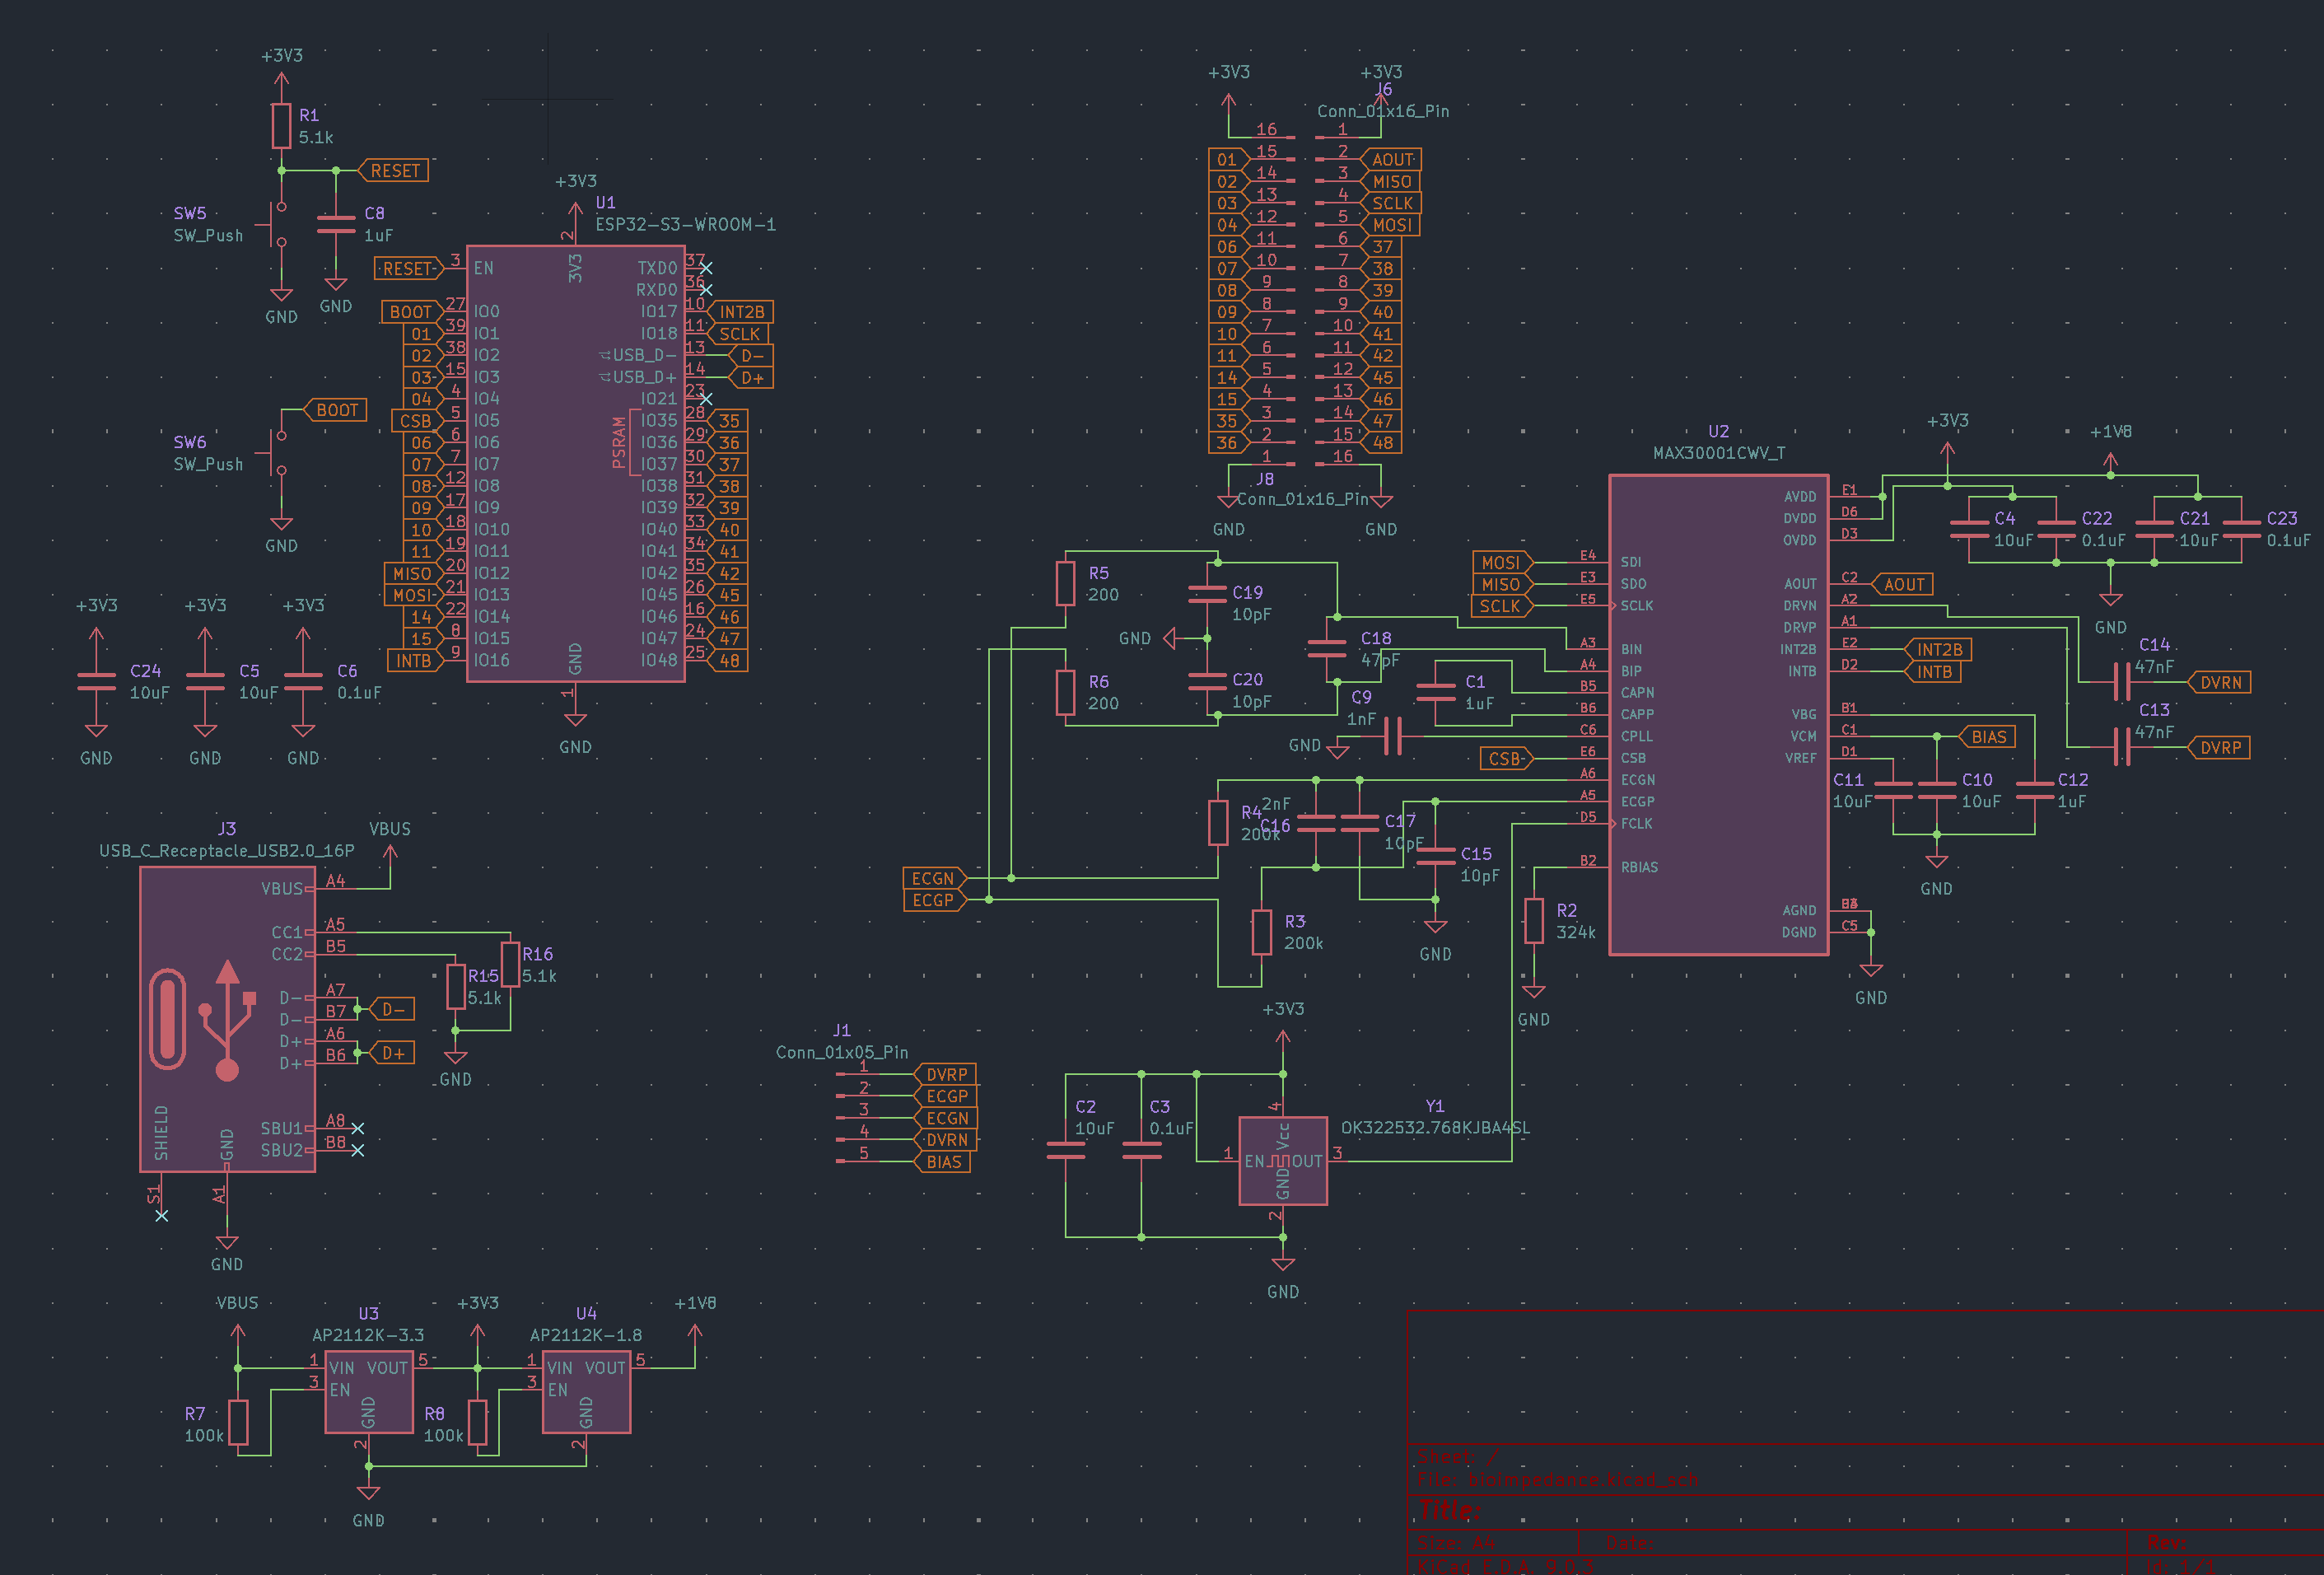 +3V3
R1
5.1k
RESET
SW5
SW_Push
C8
1uF
GND
GND
BOOT
SW6
SW_Push
GND
+3V3
C24
10uF
GND
+3V3
C5
10uF
GND
+3V3
C6
0.1uF
GND
+3V3
U1
ESP32-S3-WROOM-1
2
3V3
RESET 3 EN
BOOT 27 IO0
01 39 IO1
02 38 IO2
03 15 IO3
04 4 IO4
CSB 5 IO5
06 6 IO6
07 7 IO7
08 12 IO8
09 17 IO9
10 18 IO10
11 19 IO11
MISO 20 IO12
MOSI 21 IO13
14 22 IO14
15 8 IO15
INTB 9 IO16
TXD0 37
RXD0 36
IO17 10 INT2B
IO18 11 SCLK
USB_D- 13 D-
USB_D+ 14 D+
IO21 23
PSRAM
IO35 28 35
IO36 29 36
IO37 30 37
IO38 31 38
IO39 32 39
IO40 33 40
IO41 34 41
IO42 35 42
IO45 26 45
IO46 16 46
IO47 24 47
IO48 25 48
GND
1
GND
J3
USB_C_Receptacle_USB2.0_16P
VBUS
VBUS A4
CC1 A5
CC2 B5
D- A7
D- B7
D-
D+ A6
D+ B6
D+
SBU1 A8
SBU2 B8
SHIELD
S1
GND
A1
GND
R16
5.1k
R15
5.1k
GND
VBUS
U3
AP2112K-3.3
1 VIN VOUT 5
3 EN
GND
2
R7
100k
GND
+3V3
U4
AP2112K-1.8
1 VIN VOUT 5
3 EN
GND
2
R8
100k
+1V8
+3V3
+3V3
J6
Conn_01x16_Pin
16 1
01 15 2 AOUT
02 14 3 MISO
03 13 4 SCLK
04 12 5 MOSI
06 11 6 37
07 10 7 38
08 9 8 39
09 8 9 40
10 7 10 41
11 6 11 42
14 5 12 45
15 4 13 46
35 3 14 47
36 2 15 48
1 16
J8
Conn_01x16_Pin
GND
GND
R5
200
C19
10pF
GND
C20
10pF
R6
200
C18
47pF
C1
1uF
C9
1nF
GND
R4
200k
2nF
C16
C17
10pF
C15
10pF
GND
R3
200k
ECGN
ECGP
U2
MAX30001CWV_T
MOSI E4 SDI
MISO E3 SDO
SCLK E5 SCLK
A3 BIN
A4 BIP
B5 CAPN
B6 CAPP
C6 CPLL
CSB E6 CSB
A6 ECGN
A5 ECGP
D5 FCLK
B2 RBIAS
R2
324k
GND
AVDD E1
DVDD D6
OVDD D3
AOUT C2 AOUT
DRVN A2
DRVP A1
INT2B E2 INT2B
INTB D2 INTB
VBG B1
VCM C1 BIAS
VREF D1
AGND
DGND C5
GND
+3V3
+1V8
C4
10uF
C22
0.1uF
C21
10uF
C23
0.1uF
GND
C14
47nF
DVRN
C13
47nF
DVRP
C11
10uF
C10
10uF
C12
1uF
GND
J1
Conn_01x05_Pin
1 DVRP
2 ECGP
3 ECGN
4 DVRN
5 BIAS
+3V3
C2
10uF
C3
0.1uF
Y1
OK322532.768KJBA4SL
4
Vcc
1 EN OUT 3
GND
2
GND
Sheet: /
File: bioimpedance.kicad_sch
Title:
Size: A4 Date: Rev:
KiCad E.D.A. 9.0.3 Id: 1/1